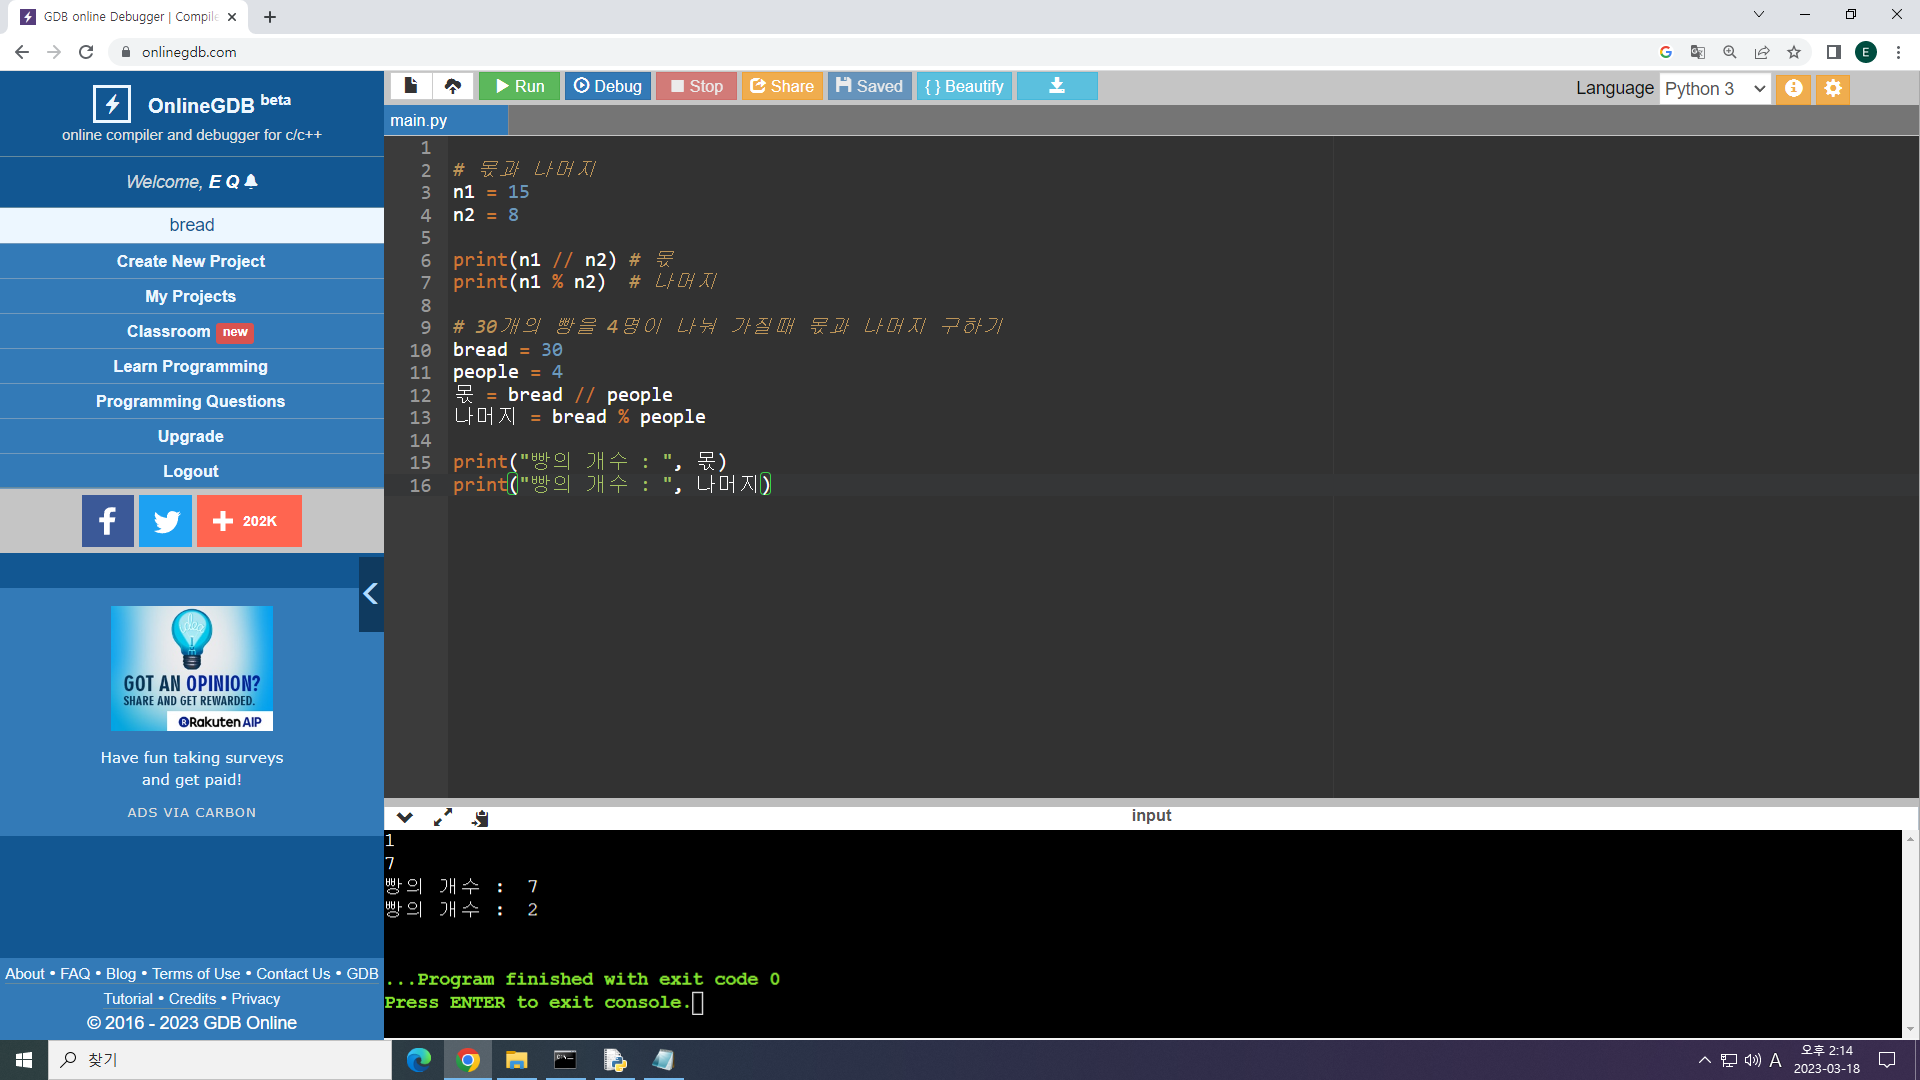 GDB online Debugger | Compile
onlinegdb.com
E
OnlineGDB beta
online compiler and debugger for c/c++
Welcome, E Q
bread
Create New Project
My Projects
Classroom new
Learn Programming
Programming Questions
Upgrade
Logout
202K
GOT AN OPINION?
SHARE AND GET REWARDED.
Rakuten AIP
Have fun taking surveys
and get paid!
ADS VIA CARBON
About • FAQ • Blog • Terms of Use • Contact Us • GDB
Tutorial • Credits • Privacy
© 2016 - 2023 GDB Online
Run Debug Stop Share Saved { } Beautify
Language Python 3
main.py
1
2 # 몫과 나머지
3 n1 = 15
4 n2 = 8
5
6 print(n1 // n2) # 몫
7 print(n1 % n2)  # 나머지
8
9 # 30개의 빵을 4명이 나눠 가질때 몫과 나머지 구하기
10 bread = 30
11 people = 4
12 몫 = bread // people
13 나머지 = bread % people
14
15 print("빵의 개수 : ", 몫)
16 print("빵의 개수 : ", 나머지)
input
1
7
빵의 개수 :  7
빵의 개수 :  2
...Program finished with exit code 0
Press ENTER to exit console.
찾기
A
오후 2:14
2023-03-18